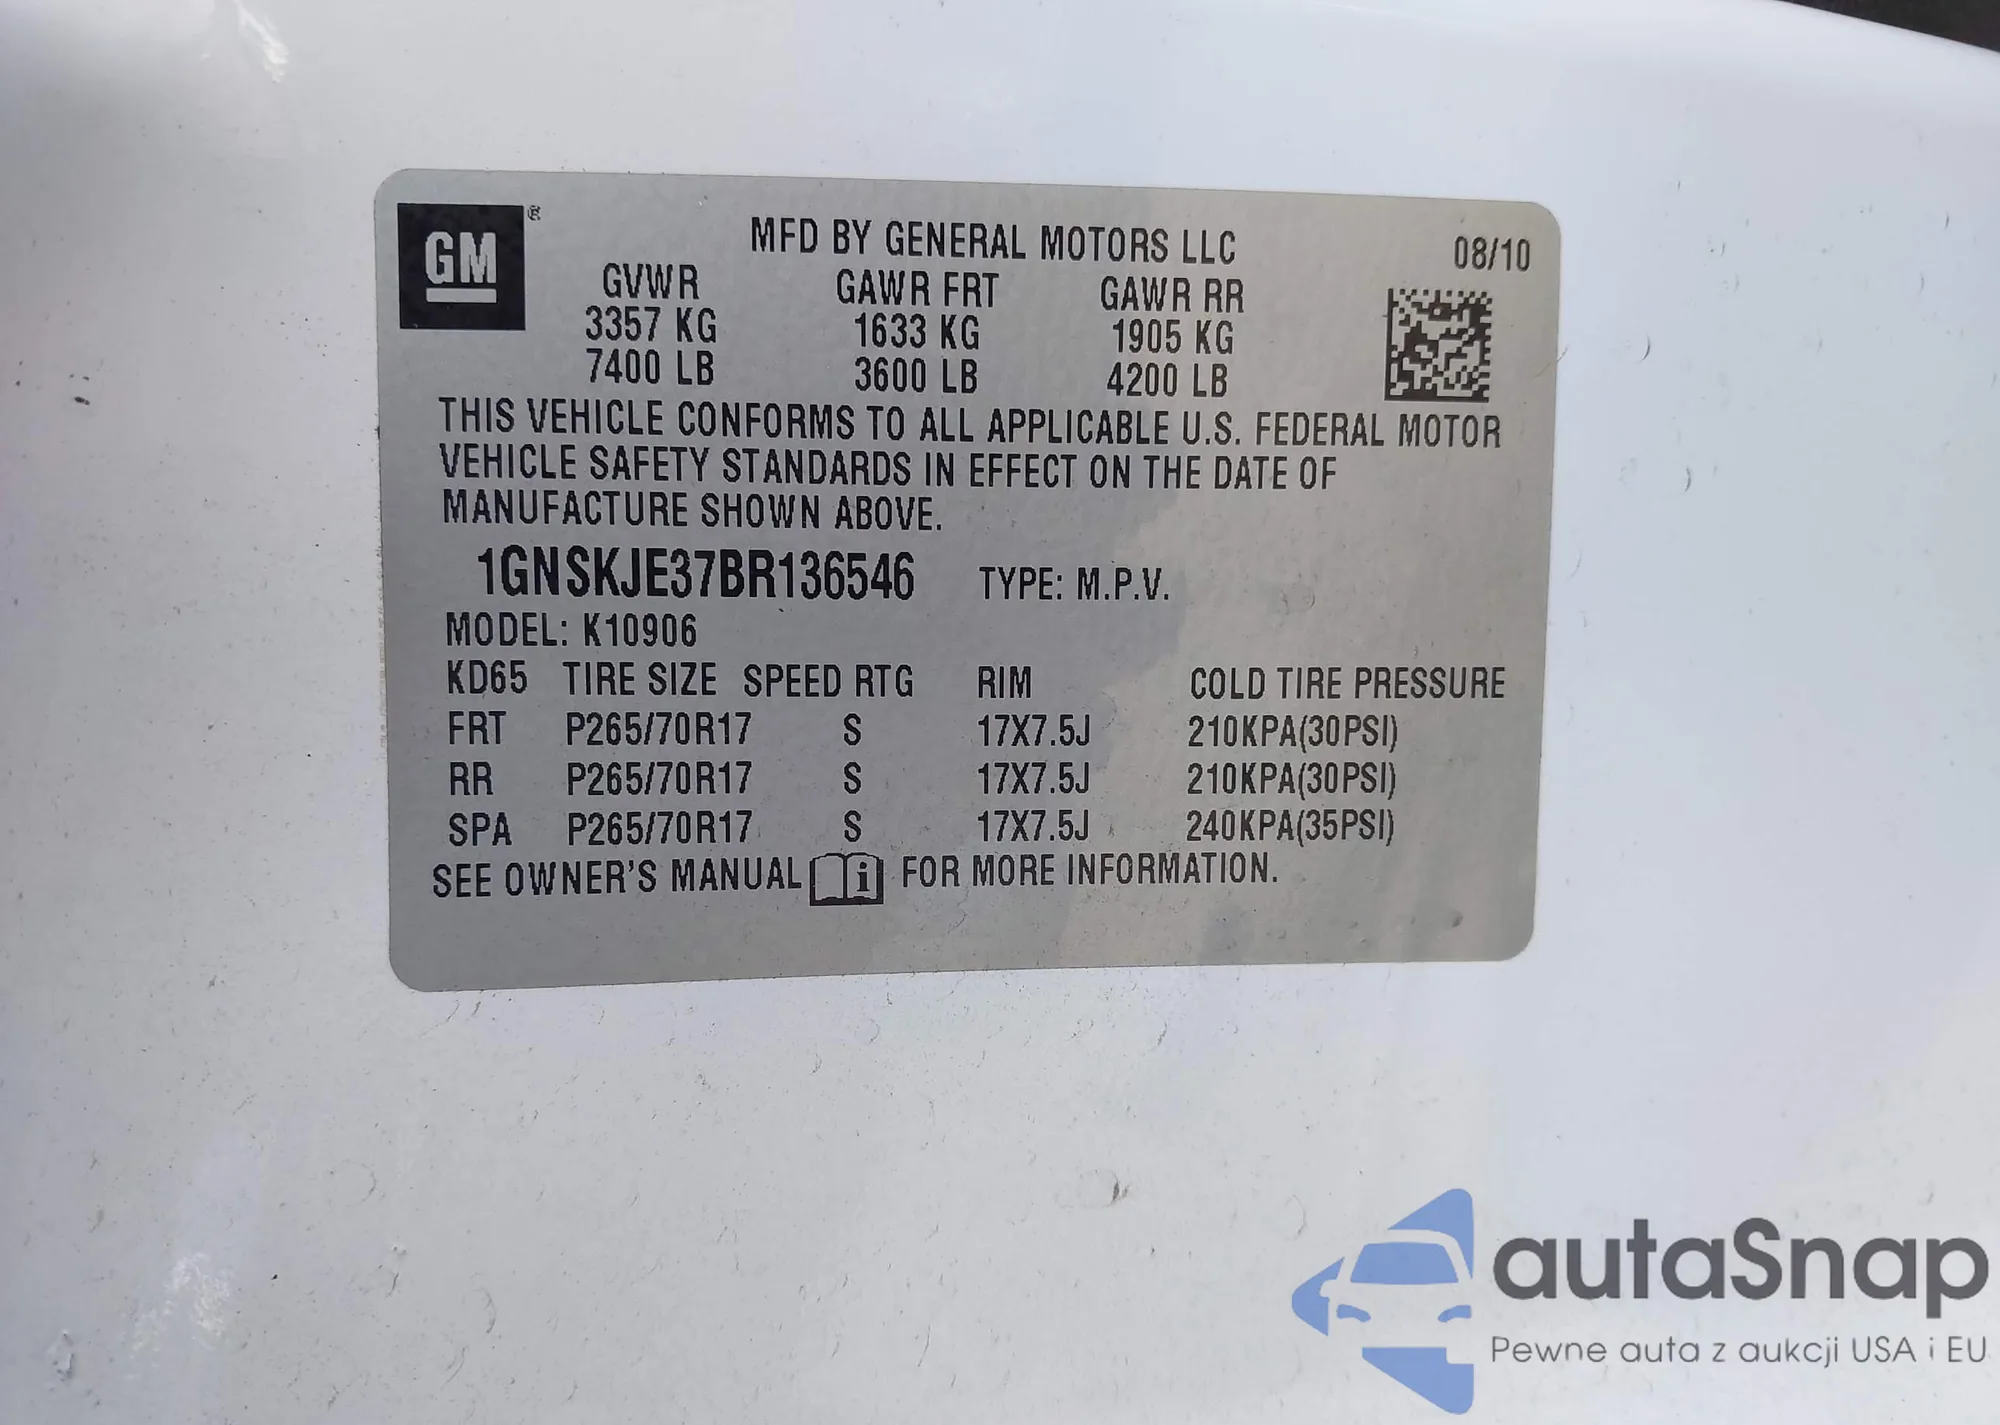 GM ®
MFD BY GENERAL MOTORS LLC 08/10
GVWR GAWR FRT GAWR RR
3357 KG 1633 KG 1905 KG
7400 LB 3600 LB 4200 LB
THIS VEHICLE CONFORMS TO ALL APPLICABLE U.S. FEDERAL MOTOR
VEHICLE SAFETY STANDARDS IN EFFECT ON THE DATE OF
MANUFACTURE SHOWN ABOVE.
1GNSKJE37BR136546 TYPE: M.P.V.
MODEL: K10906
KD65 TIRE SIZE SPEED RTG RIM COLD TIRE PRESSURE
FRT P265/70R17 S 17X7.5J 210KPA(30PSI)
RR P265/70R17 S 17X7.5J 210KPA(30PSI)
SPA P265/70R17 S 17X7.5J 240KPA(35PSI)
SEE OWNER'S MANUAL i FOR MORE INFORMATION.
autaSnap
Pewne auta z aukcji USA i EU